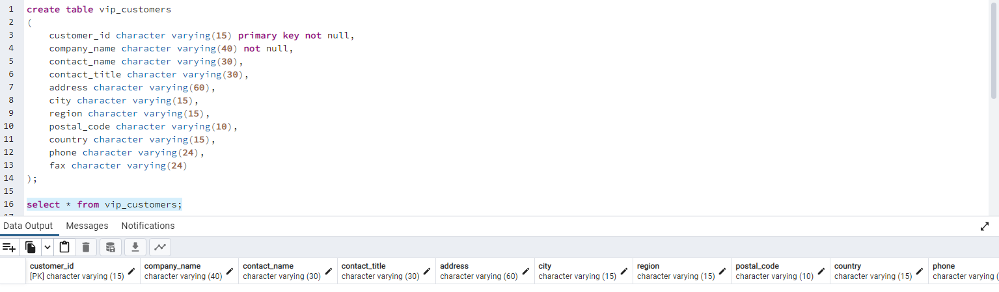 1 create table vip_customers
2 (
3 customer_id character varying(15) primary key not null,
4 company_name character varying(40) not null,
5 contact_name character varying(30),
6 contact_title character varying(30),
7 address character varying(60),
8 city character varying(15),
9 region character varying(15),
10 postal_code character varying(10),
11 country character varying(15),
12 phone character varying(24),
13 fax character varying(24)
14 );
15
16 select * from vip_customers;
Data Output Messages Notifications
customer_id company_name contact_name contact_title address city region postal_code country phone
[PK] character varying (15) character varying (40) character varying (30) character varying (30) character varying (60) character varying (15) character varying (15) character varying (10) character varying (15) character varying (